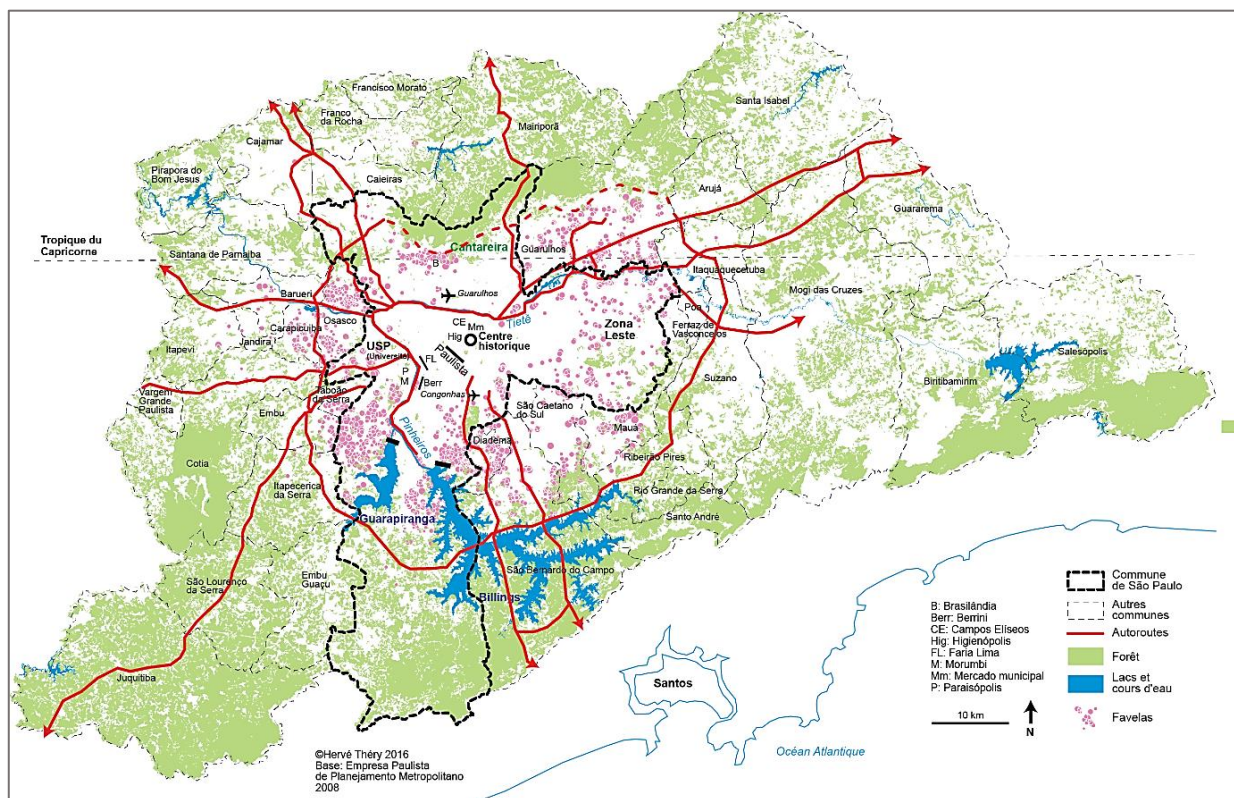 Francisco Morato
Franco
da Rocha
Cajamar
Mairiporã
Santa Isabel
Pirapora do
Bom Jesus
Caieiras
Arujá
Guararema
Tropique du
Capricorne
Santana de Parnaíba
Cantareira
Guarulhos
B
Itaquaquecetuba
Barueri
Guarulhos
Mogi das Cruzes
Carapicuiba
Osasco
Jandira
Itapevi
CE
Mm
Hig
Centre
historique
Tietê
Zona
Leste
Poá
Ferraz de
Vasconcelos
USP
(Université)
FL
Paulista
P
M
Berr
Congonhas
Suzano
Salesópolis
Biritibamirim
Vargem
Grande
Paulista
Embu
Taboão
da Serra
São Caetano
do Sul
Mauá
Pinheiros
Diadema
Ribeirão Pires
Cotia
Itapecerica
da Serra
Rio Grande da Serra
Santo André
Guarapiranga
São Lourenço
da Serra
Embu
Guaçu
São Bernardo do Campo
Billings
Juquitiba
Santos
Océan Atlantique
B: Brasilândia
Berr: Berrini
CE: Campos Elíseos
Hig: Higienópolis
FL: Faria Lima
M: Morumbi
Mm: Mercado municipal
P: Paraisópolis
10 km
N
Commune
de São Paulo
Autres
communes
Autoroutes
Forêt
Lacs et
cours d'eau
Favelas
©Hervé Théry 2016
Base: Empresa Paulista
de Planejamento Metropolitano
2008